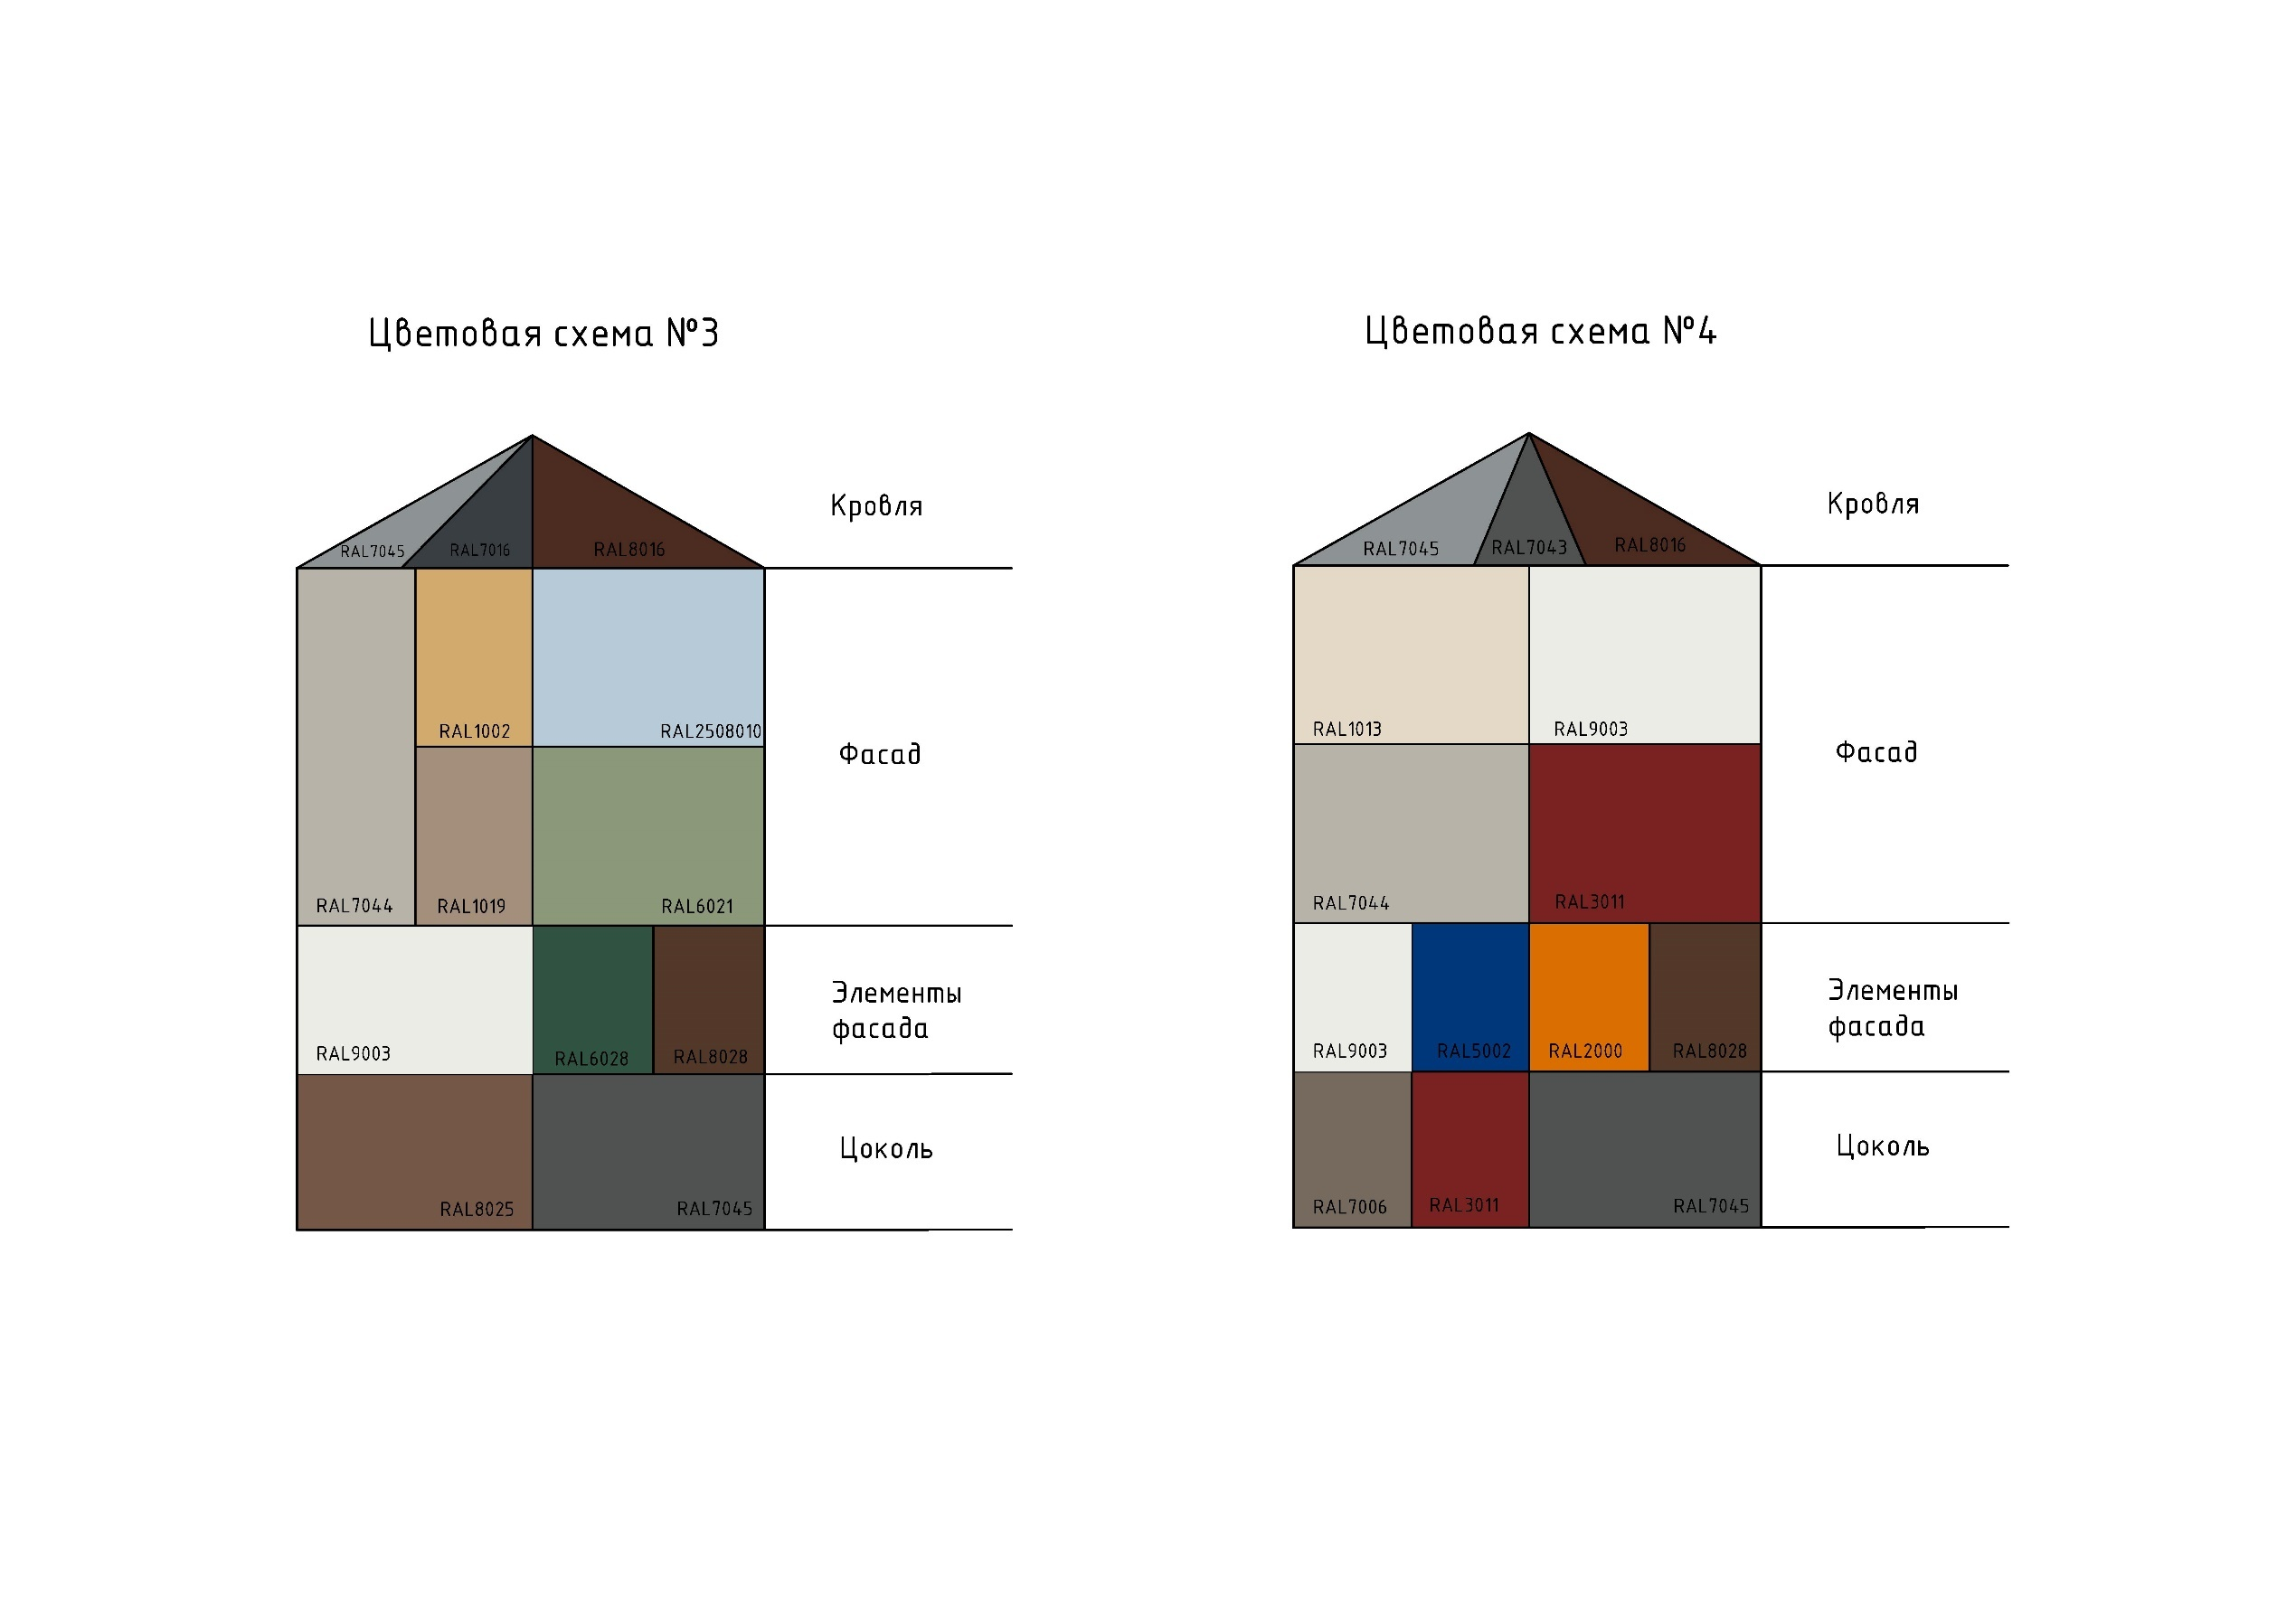 Цветовая схема №3
RAL7045
RAL7016
RAL8016
Кровля
RAL1002
RAL2508010
Фасад
RAL7044
RAL1019
RAL6021
Элементы
фасада
RAL9003
RAL6028
RAL8028
Цоколь
RAL8025
RAL7045
Цветовая схема №4
RAL7045
RAL7043
RAL8016
Кровля
RAL1013
RAL9003
Фасад
RAL7044
RAL3011
Элементы
фасада
RAL9003
RAL5002
RAL2000
RAL8028
Цоколь
RAL7006
RAL3011
RAL7045